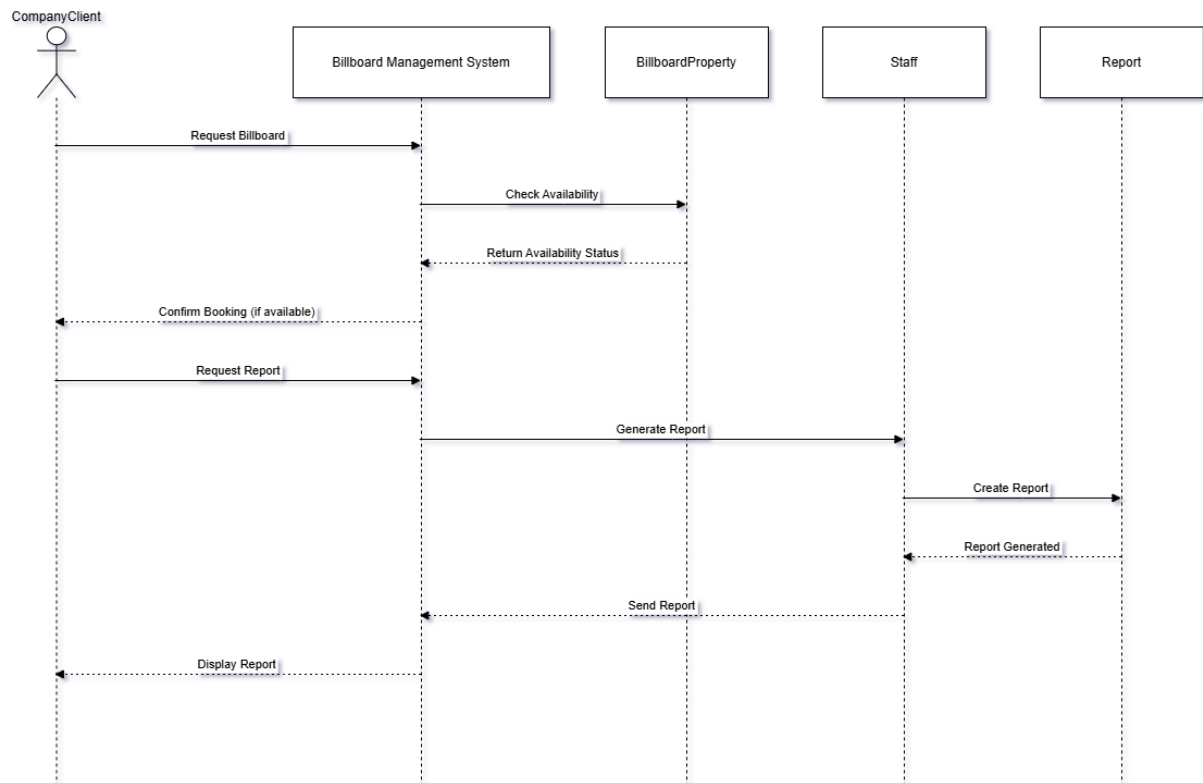 CompanyClient
Billboard Management System
BillboardProperty
Staff
Report
Request Billboard
Check Availability
Return Availability Status
Confirm Booking (if available)
Request Report
Generate Report
Create Report
Report Generated
Send Report
Display Report